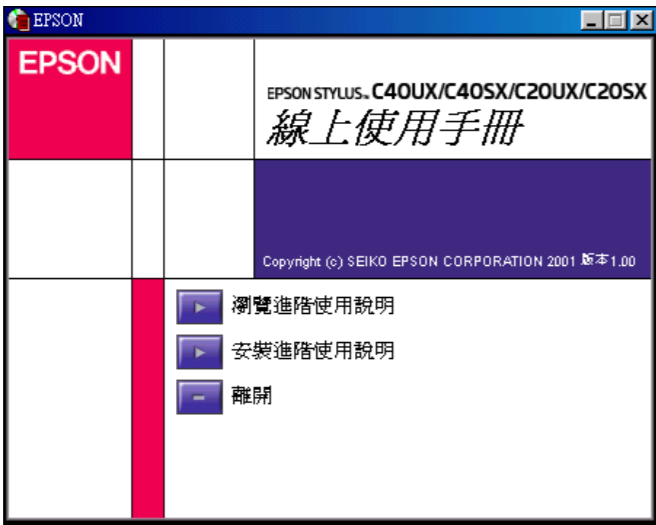 EPSON
EPSON
EPSON STYLUS™ C40UX/C40SX/C20UX/C20SX
線上使用手冊
Copyright (c) SEIKO EPSON CORPORATION 2001 版本1.00
瀏覽進階使用說明
安裝進階使用說明
離開